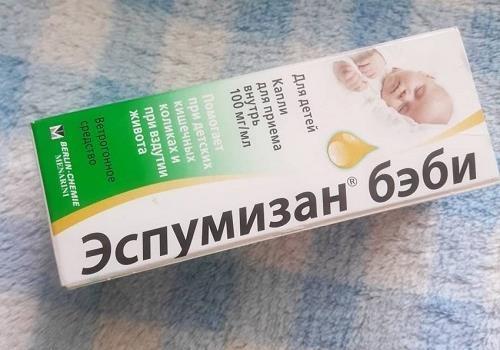 Для детей
Капли
для приема
внутрь
100 мг/мл
Помогает
при детских
кишечных
коликах и
при вздутии
живота
Ветрогонное
средство
BERLIN-CHEMIE
MENARINI
Эспумизан® бэби